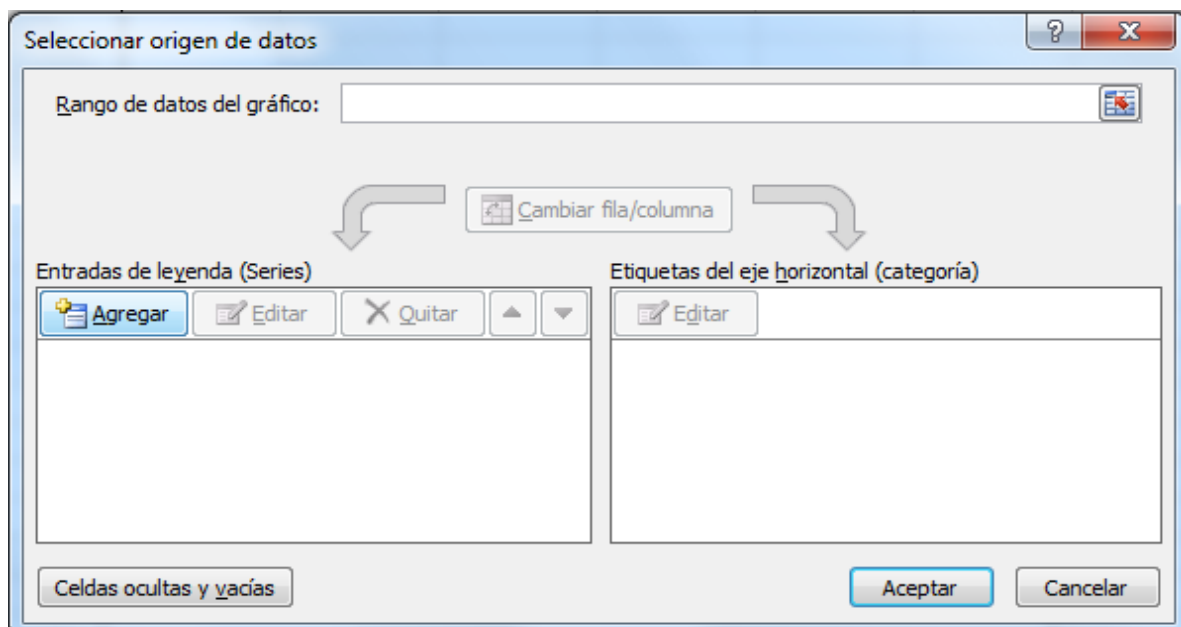 Seleccionar origen de datos
Rango de datos del gráfico:
Cambiar fila/columna
Entradas de leyenda (Series)
Agregar Editar Quitar
Etiquetas del eje horizontal (categoría)
Editar
Celdas ocultas y vacías
Aceptar Cancelar